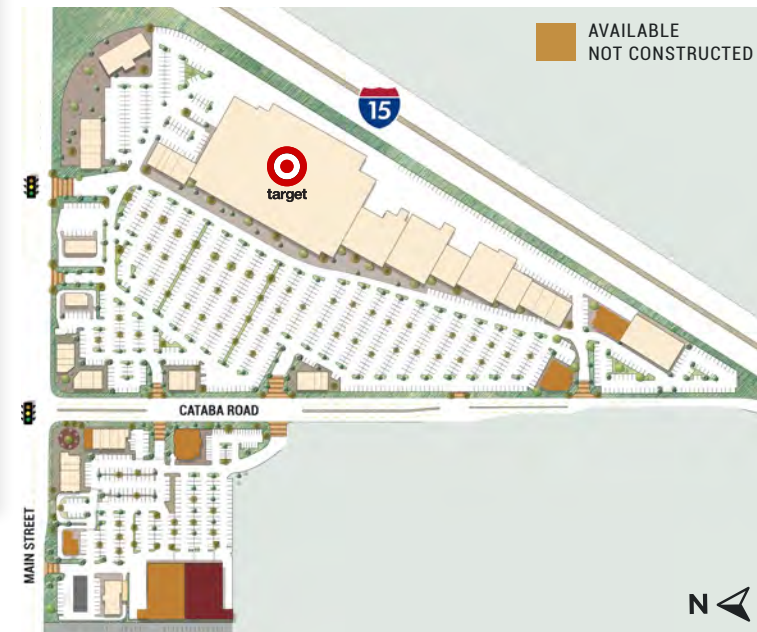 AVAILABLE
NOT CONSTRUCTED
15
target
CATABA ROAD
MAIN STREET
N